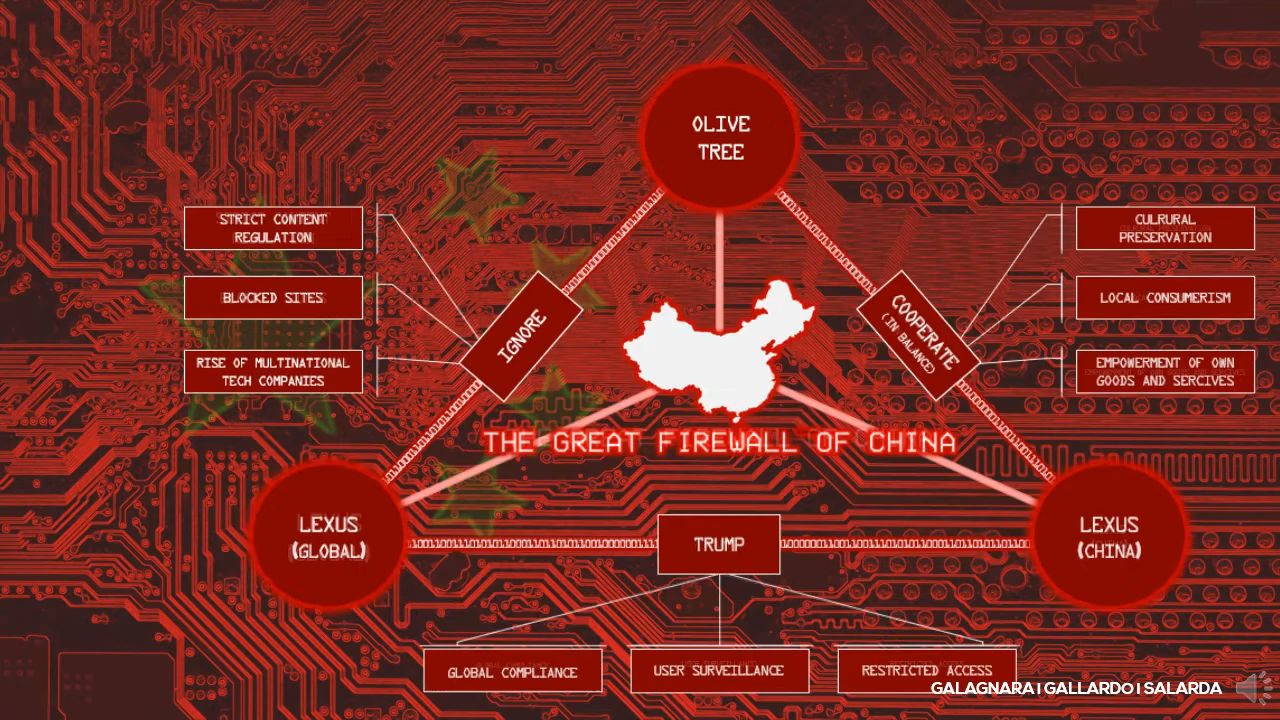 OLIVE
TREE
STRICT CONTENT
REGULATION
BLOCKED SITES
RISE OF MULTINATIONAL
TECH COMPANIES
IGNORE
COOPERATE
(IN BALANCE)
CULRURAL
PRESERVATION
LOCAL CONSUMERISM
EMPOWERMENT OF OWN
GOODS AND SERCIVES
THE GREAT FIREWALL OF CHINA
LEXUS
(GLOBAL)
TRUMP
LEXUS
(CHINA)
GLOBAL COMPLIANCE
USER SURVEILLANCE
RESTRICTED ACCESS
GALAGNARA | GALLARDO | SALARDA